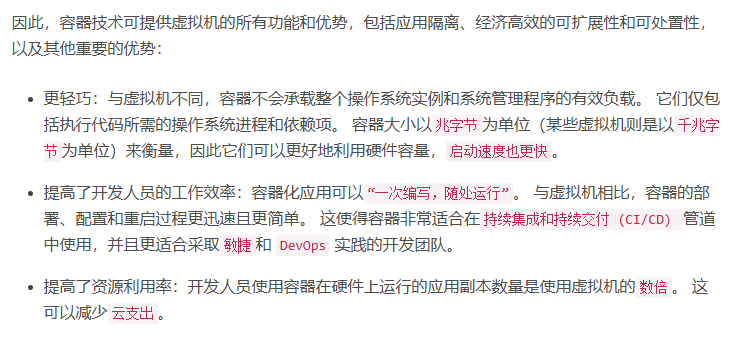 因此，容器技术可提供虚拟机的所有功能和优势，包括应用隔离、经济高效的可扩展性和可处置性，
以及其他重要的优势：
• 更轻巧：与虚拟机不同，容器不会承载整个操作系统实例和系统管理程序的有效负载。 它们仅包
括执行代码所需的操作系统进程和依赖项。 容器大小以 兆字节 为单位（某些虚拟机则是以 千兆字
节 为单位）来衡量，因此它们可以更好地利用硬件容量， 启动速度也更快 。
• 提高了开发人员的工作效率：容器化应用可以 “一次编写，随处运行” 。 与虚拟机相比，容器的部
署、配置和重启过程更迅速且更简单。 这使得容器非常适合在 持续集成和持续交付 (CI/CD) 管道
中使用，并且更适合采取 敏捷 和 DevOps 实践的开发团队。
• 提高了资源利用率：开发人员使用容器在硬件上运行的应用副本数量是使用虚拟机的 数倍 。 这
可以减少 云支出 。